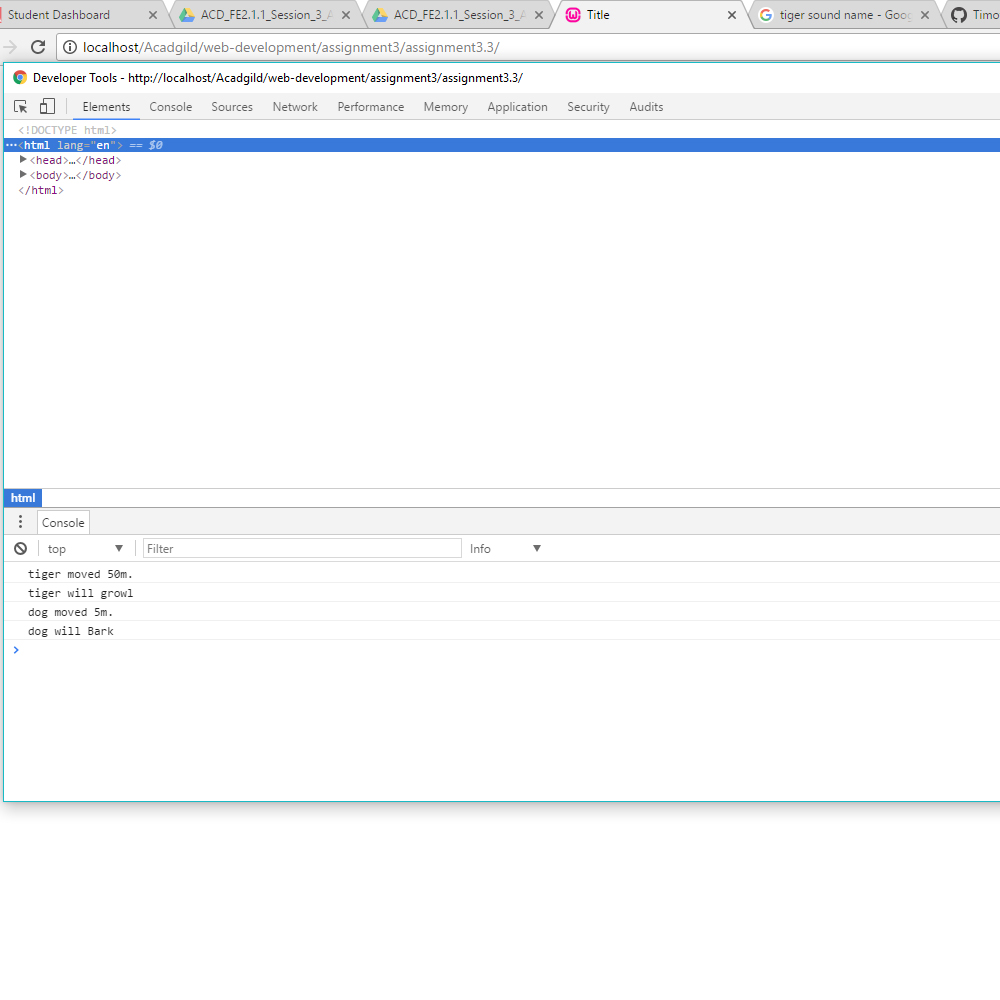 Student Dashboard
ACD_FE2.1.1_Session_3_A
ACD_FE2.1.1_Session_3_A
Title
tiger sound name - Goog
Timo
localhost/Acadgild/web-development/assignment3/assignment3.3/
Developer Tools - http://localhost/Acadgild/web-development/assignment3/assignment3.3/
Elements Console Sources Network Performance Memory Application Security Audits
<!DOCTYPE html>
…<html lang="en"> == $0
<head>…</head>
<body>…</body>
</html>
html
Console
top Filter Info
tiger moved 50m.
tiger will growl
dog moved 5m.
dog will Bark